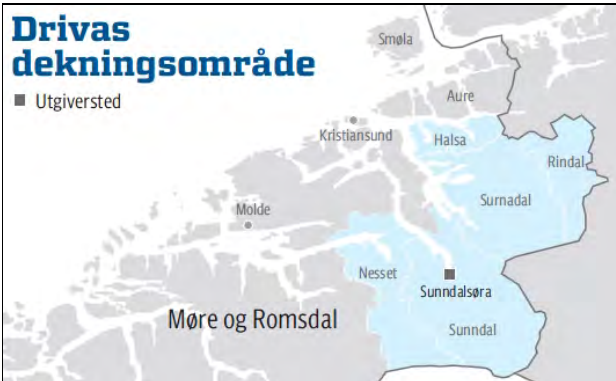 Drivas
dekningsområde
Utgiversted
Smøla
Aure
Kristiansund
Halsa
Rindal
Surnadal
Molde
Nesset
Sunndalsøra
Møre og Romsdal
Sunndal